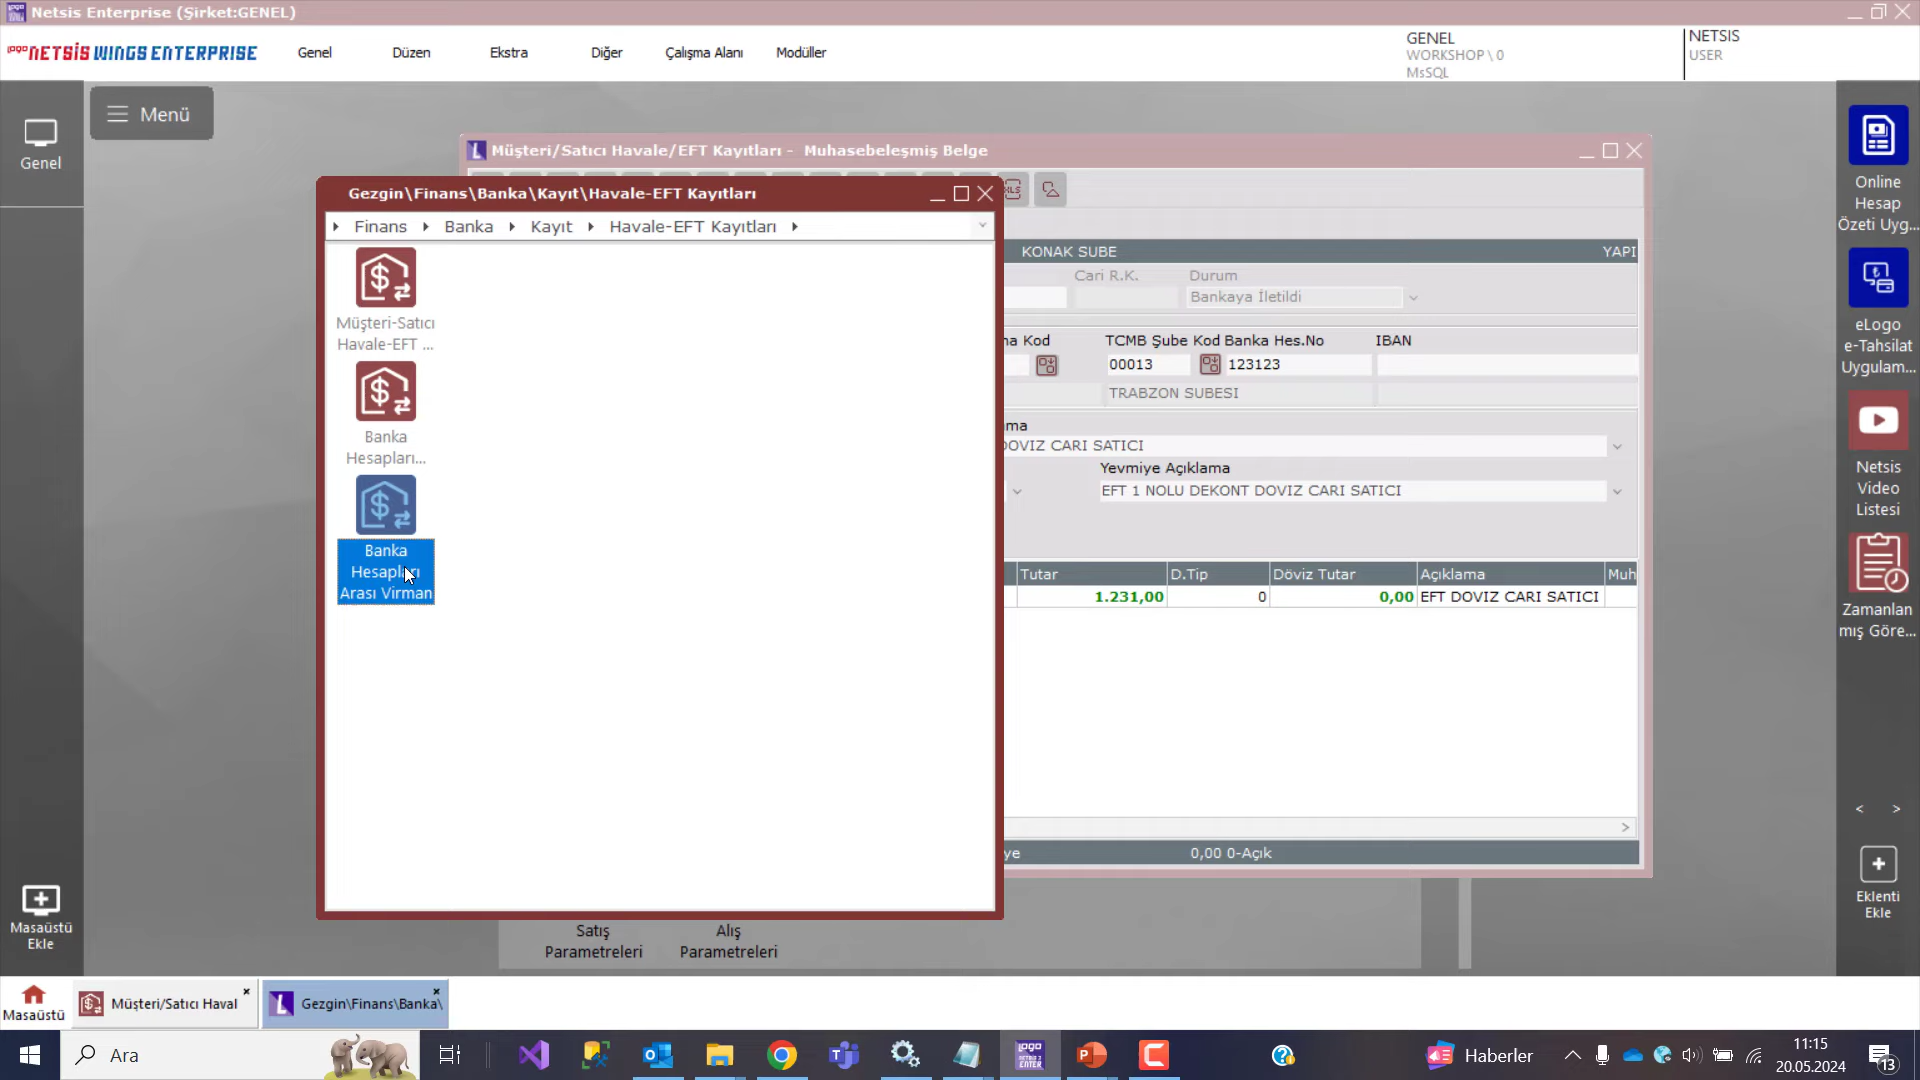 Netsis Enterprise (Şirket:GENEL)
LOGO NETSİS WINGS ENTERPRISE
Genel
Düzen
Ekstra
Diğer
Çalışma Alanı
Modüller
GENEL
WORKSHOP \ 0
MsSQL
NETSIS
USER
Genel
Menü
Müşteri/Satıcı Havale/EFT Kayıtları - Muhasebeleşmiş Belge
Gezgin\Finans\Banka\Kayıt\Havale-EFT Kayıtları
Finans
Banka
Kayıt
Havale-EFT Kayıtları
Müşteri-Satıcı
Havale-EFT ...
Banka
Hesapları...
Banka
Hesapları
Arası Virman
KONAK SUBE
YAPI
Cari R.K.
Durum
Bankaya İletildi
a Kod
TCMB Şube Kod
Banka Hes.No
IBAN
00013
123123
TRABZON SUBESI
ma
DOVIZ CARI SATICI
Yevmiye Açıklama
EFT 1 NOLU DEKONT DOVIZ CARI SATICI
Tutar
D.Tip
Döviz Tutar
Açıklama
Muh
1.231,00
0
0,00
EFT DOVIZ CARI SATICI
ye
0,00 0-Açık
Satış
Parametreleri
Alış
Parametreleri
Online
Hesap
Özeti Uyg...
eLogo
e-Tahsilat
Uygulam...
Netsis
Video
Listesi
Zamanlan
mış Göre...
< >
Eklenti
Ekle
Masaüstü
Ekle
Masaüstü
Müşteri/Satıcı Haval
Gezgin\Finans\Banka\
Ara
Haberler
11:15
20.05.2024
13